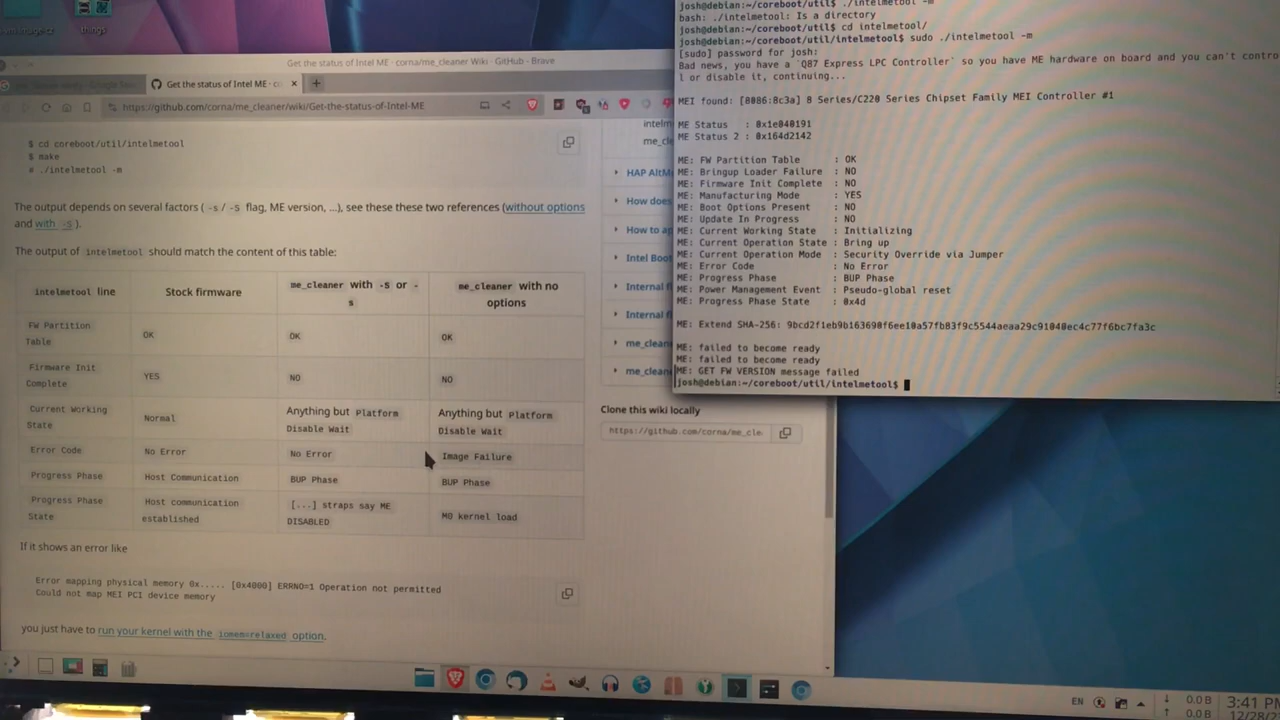 things
Get the status of Intel ME · corna/me_cleaner Wiki · GitHub - Brave
Get the status of Intel ME · co
https://github.com/corna/me_cleaner/wiki/Get-the-status-of-Intel-ME
$ cd coreboot/util/intelmetool
$ make
# ./intelmetool -m
The output depends on several factors ( -s / -S flag, ME version, ...), see these these two references (without options
and with -S ).
The output of intelmetool should match the content of this table:
intelmetool line
Stock firmware
me_cleaner with -S or -
s
me_cleaner with no
options
FW Partition
Table
OK
OK
OK
Firmware Init
Complete
YES
NO
NO
Current Working
State
Normal
Anything but Platform
Disable Wait
Anything but Platform
Disable Wait
Error Code
No Error
No Error
Image Failure
Progress Phase
Host Communication
BUP Phase
BUP Phase
Progress Phase
State
Host communication
established
[...] straps say ME
DISABLED
M0 kernel load
If it shows an error like
Error mapping physical memory 0x..... [0x4000] ERRNO=1 Operation not permitted
Could not map MEI PCI device memory
you just have to run your kernel with the iomem=relaxed option.
intelm
me_cle
HAP AltMe
How does
How to ap
Intel Boot
Internal f
Internal f
me_clean
me_clean
Clone this wiki locally
https://github.com/corna/me_cle
josh@debian:~/coreboot/util$ ./intelmetool -m
bash: ./intelmetool: Is a directory
josh@debian:~/coreboot/util$ cd intelmetool/
josh@debian:~/coreboot/util/intelmetool$ sudo ./intelmetool -m
[sudo] password for josh:
Bad news, you have a `Q87 Express LPC Controller` so you have ME hardware on board and you can't contro
l or disable it, continuing...
MEI found: [8086:8c3a] 8 Series/C220 Series Chipset Family MEI Controller #1
ME Status : 0x1e040191
ME Status 2 : 0x164d2142
ME: FW Partition Table : OK
ME: Bringup Loader Failure : NO
ME: Firmware Init Complete : NO
ME: Manufacturing Mode : YES
ME: Boot Options Present : NO
ME: Update In Progress : NO
ME: Current Working State : Initializing
ME: Current Operation State : Bring up
ME: Current Operation Mode : Security Override via Jumper
ME: Error Code : No Error
ME: Progress Phase : BUP Phase
ME: Power Management Event : Pseudo-global reset
ME: Progress Phase State : 0x4d
ME: Extend SHA-256:
ME: failed to become ready
ME: failed to become ready
ME: GET FW VERSION message failed
josh@debian:~/coreboot/util/intelmetool$
EN
0.0 B
0.0 B
3:41 PM